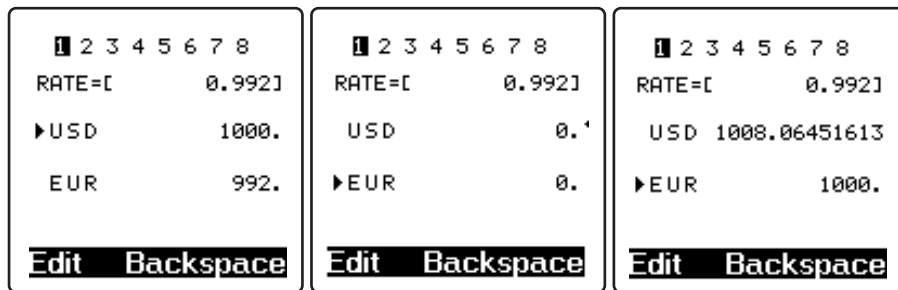 1 2 3 4 5 6 7 8
RATE=[ 0.992]
▶USD 1000.
EUR 992.
Edit Backspace
1 2 3 4 5 6 7 8
RATE=[ 0.992]
USD 0.
▶EUR 0.
Edit Backspace
1 2 3 4 5 6 7 8
RATE=[ 0.992]
USD 1008.06451613
▶EUR 1000.
Edit Backspace